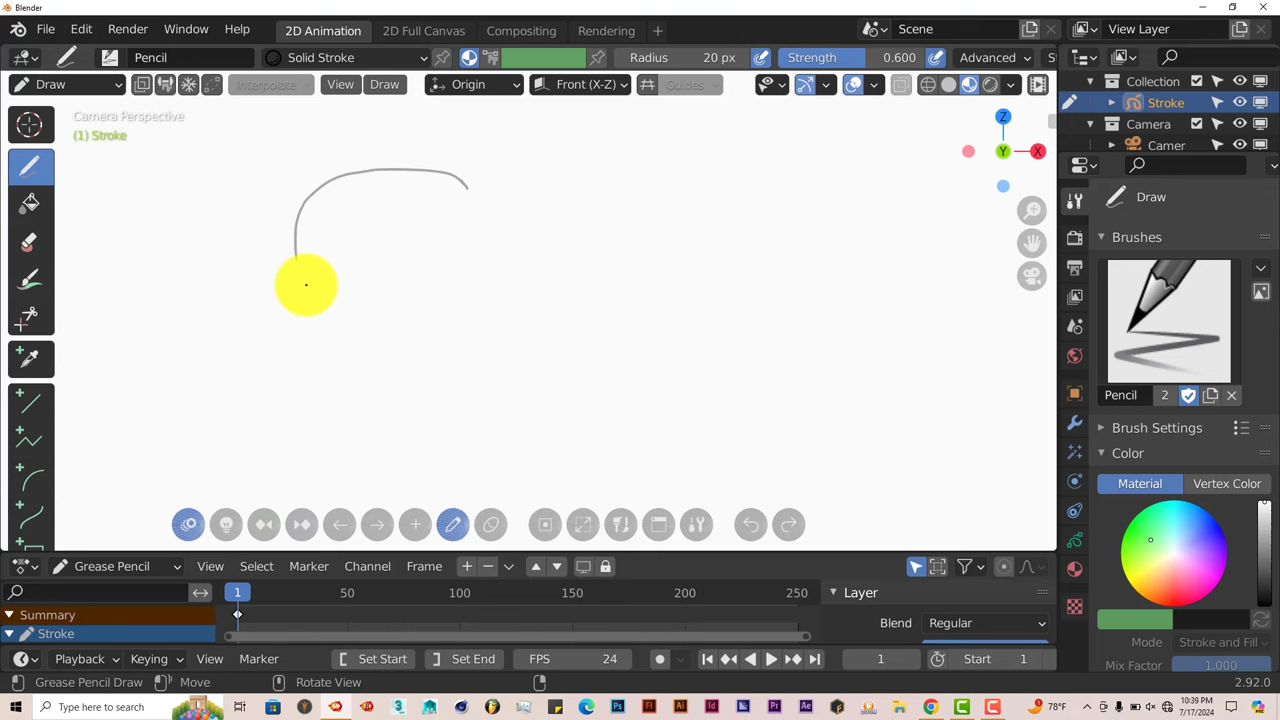 Blender
File Edit Render Window Help 2D Animation 2D Full Canvas Compositing Rendering + Scene View Layer
Pencil Solid Stroke Radius 20 px Strength 0.600 Advanced
Draw Interpolate View Draw Origin Front (X-Z) Guides
Collection
Stroke
Camera
Camer
Camera Perspective
(1) Stroke
Z
Y
X
Draw
Brushes
Pencil 2
Brush Settings
Color
Material Vertex Color
Mode Stroke and Fill
Mix Factor 1.000
Grease Pencil View Select Marker Channel Frame
1 50 100 150 200 250
Summary
Stroke
Layer
Blend Regular
Playback Keying View Marker Set Start Set End FPS 24 1 Start 1
Grease Pencil Draw Move Rotate View 2.92.0
Type here to search
78°F
10:39 PM
7/17/2024